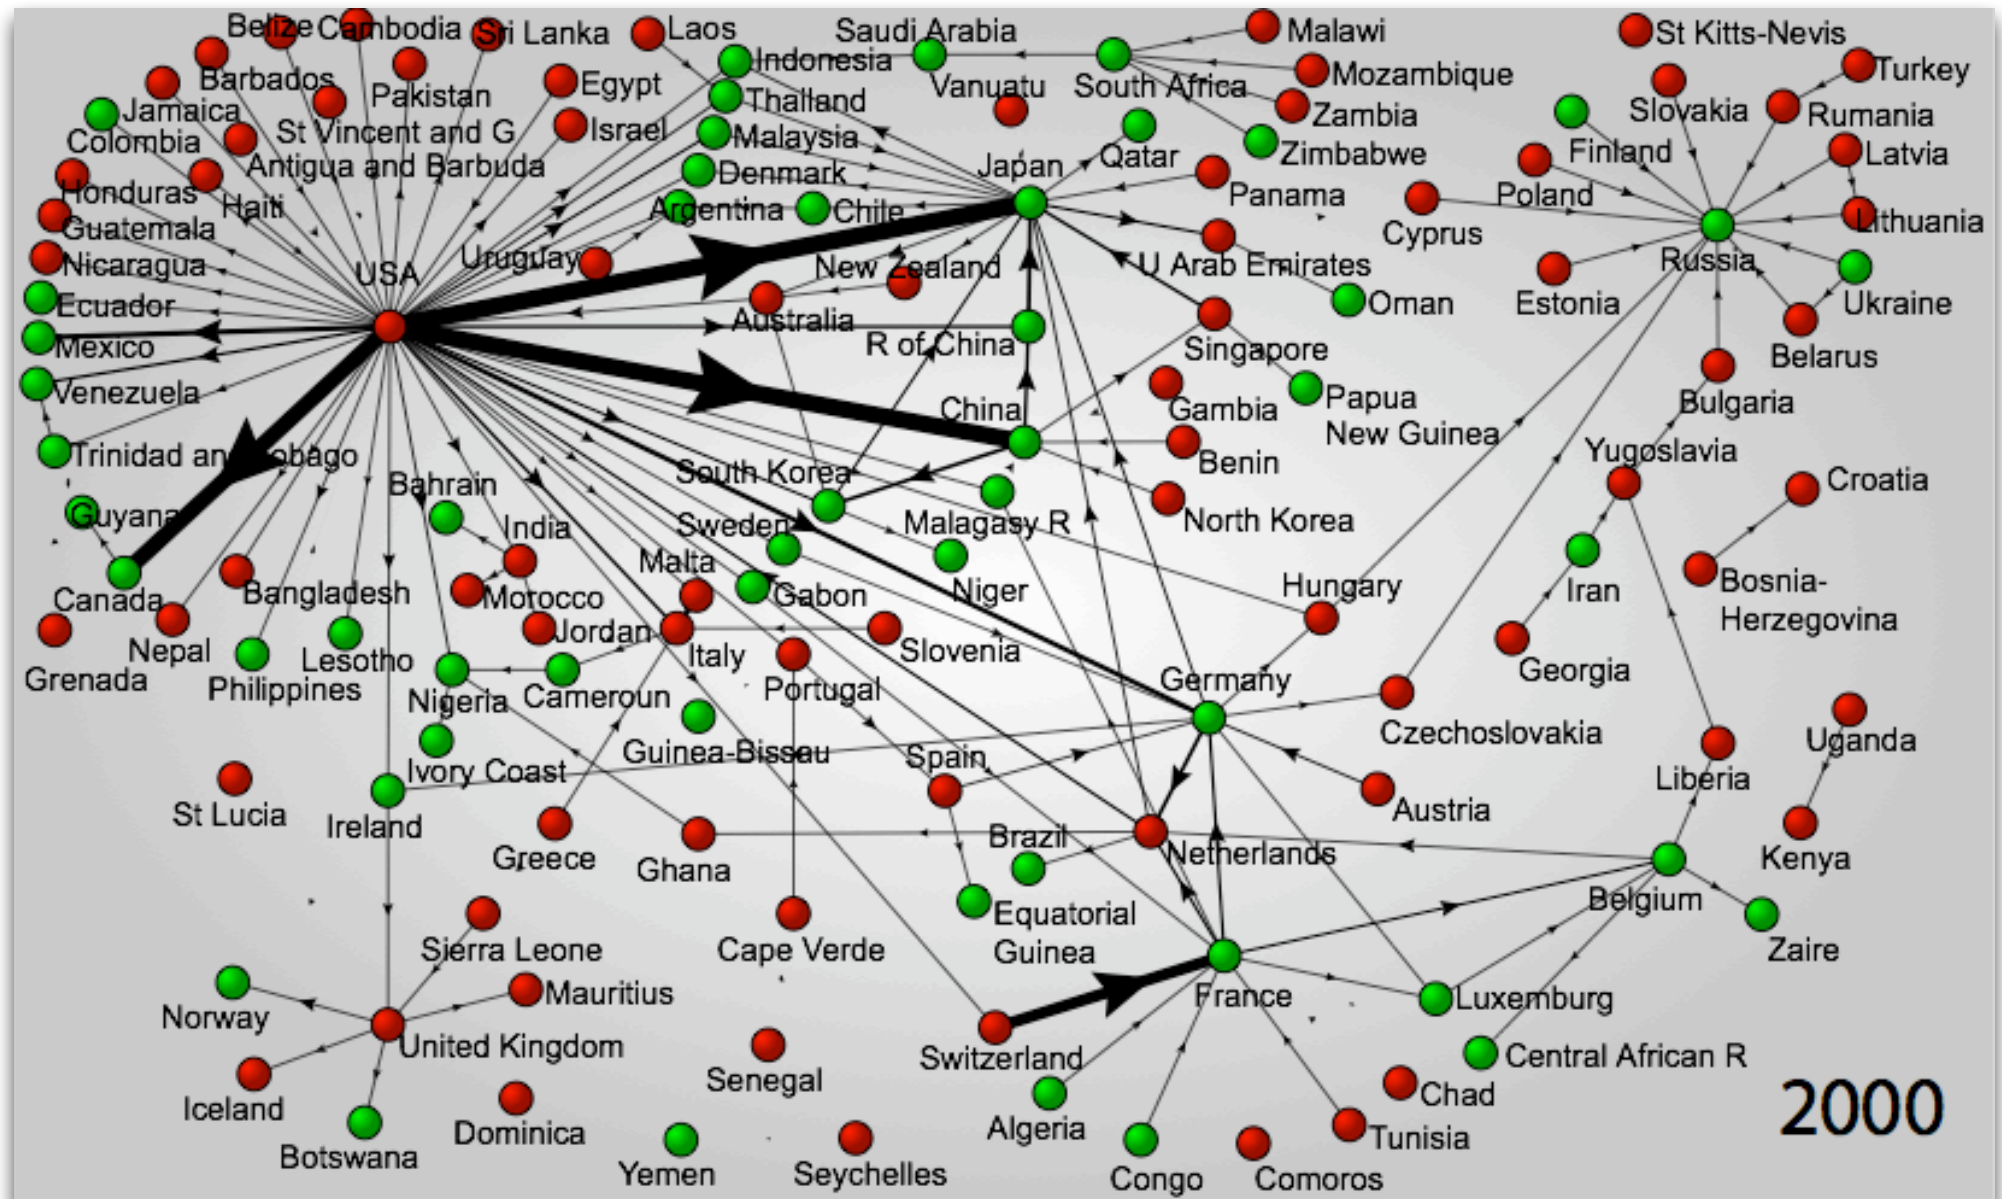 Belize
Cambodia
Sri Lanka
Laos
Saudi Arabia
Malawi
St Kitts-Nevis
Indonesia
Turkey
Barbados
Pakistan
Egypt
Vanuatu
South Africa
Mozambique
Jamaica
Thalland
Slovakia
Rumania
Colombia
St Vincent and G
Israel
Malaysia
Zambia
Antigua and Barbuda
Denmark
Japan
Qatar
Zimbabwe
Finland
Latvia
Honduras
Haiti
Argentina
Chile
Panama
Poland
Guatemala
Cyprus
Lithuania
Nicaragua
USA
Uruguay
New Zealand
U Arab Emirates
Russia
Ecuador
Australia
Oman
Estonia
Ukraine
Mexico
R of China
Singapore
Belarus
Venezuela
China
Gambia
Papua
New Guinea
Bulgaria
Trinidad and Tobago
South Korea
Benin
Yugoslavia
Bahrain
Croatia
Guyana
India
Sweden
Malagasy R
North Korea
Malta
Niger
Hungary
Iran
Bosnia-
Herzegovina
Canada
Bangladesh
Morocco
Gabon
Jordan
Grenada
Nepal
Lesotho
Italy
Slovenia
Georgia
Philippines
Nigeria
Cameroun
Portugal
Germany
Czechoslovakia
Guinea-Bissau
Uganda
Ivory Coast
Spain
Liberia
St Lucia
Ireland
Austria
Greece
Ghana
Brazil
Netherlands
Kenya
Belgium
Sierra Leone
Cape Verde
Equatorial
Guinea
Zaire
Norway
Mauritius
France
Luxemburg
United Kingdom
Switzerland
Central African R
Iceland
Senegal
Chad
2000
Botswana
Dominica
Algeria
Tunisia
Yemen
Seychelles
Congo
Comoros